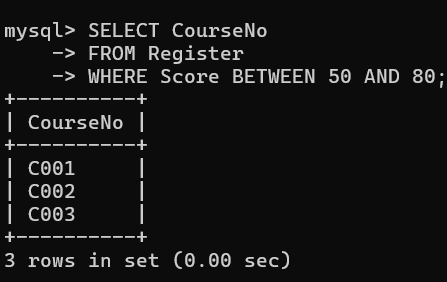 mysql> SELECT CourseNo
    -> FROM Register
    -> WHERE Score BETWEEN 50 AND 80;
+----------+
| CourseNo |
+----------+
| C001     |
| C002     |
| C003     |
+----------+
3 rows in set (0.00 sec)